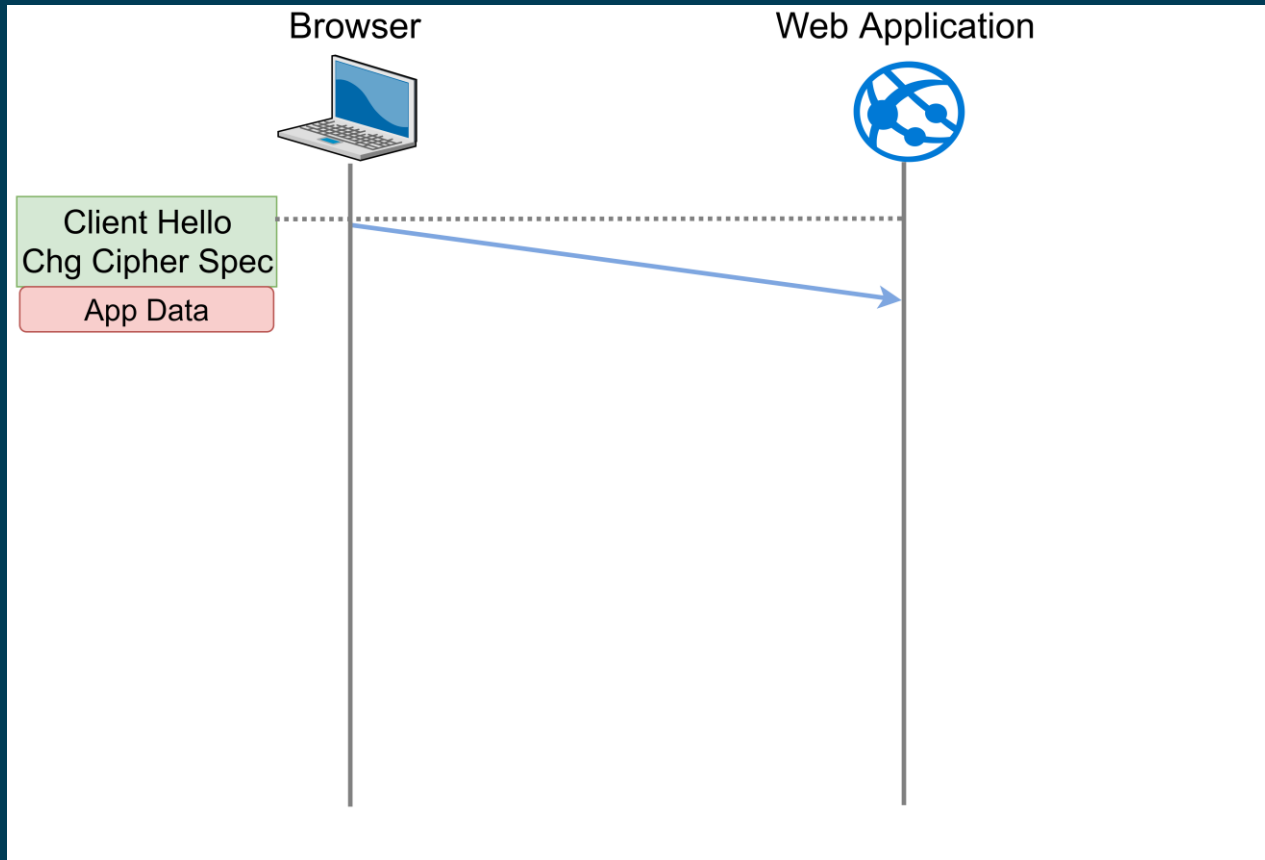 Browser
Web Application
Client Hello
Chg Cipher Spec
App Data